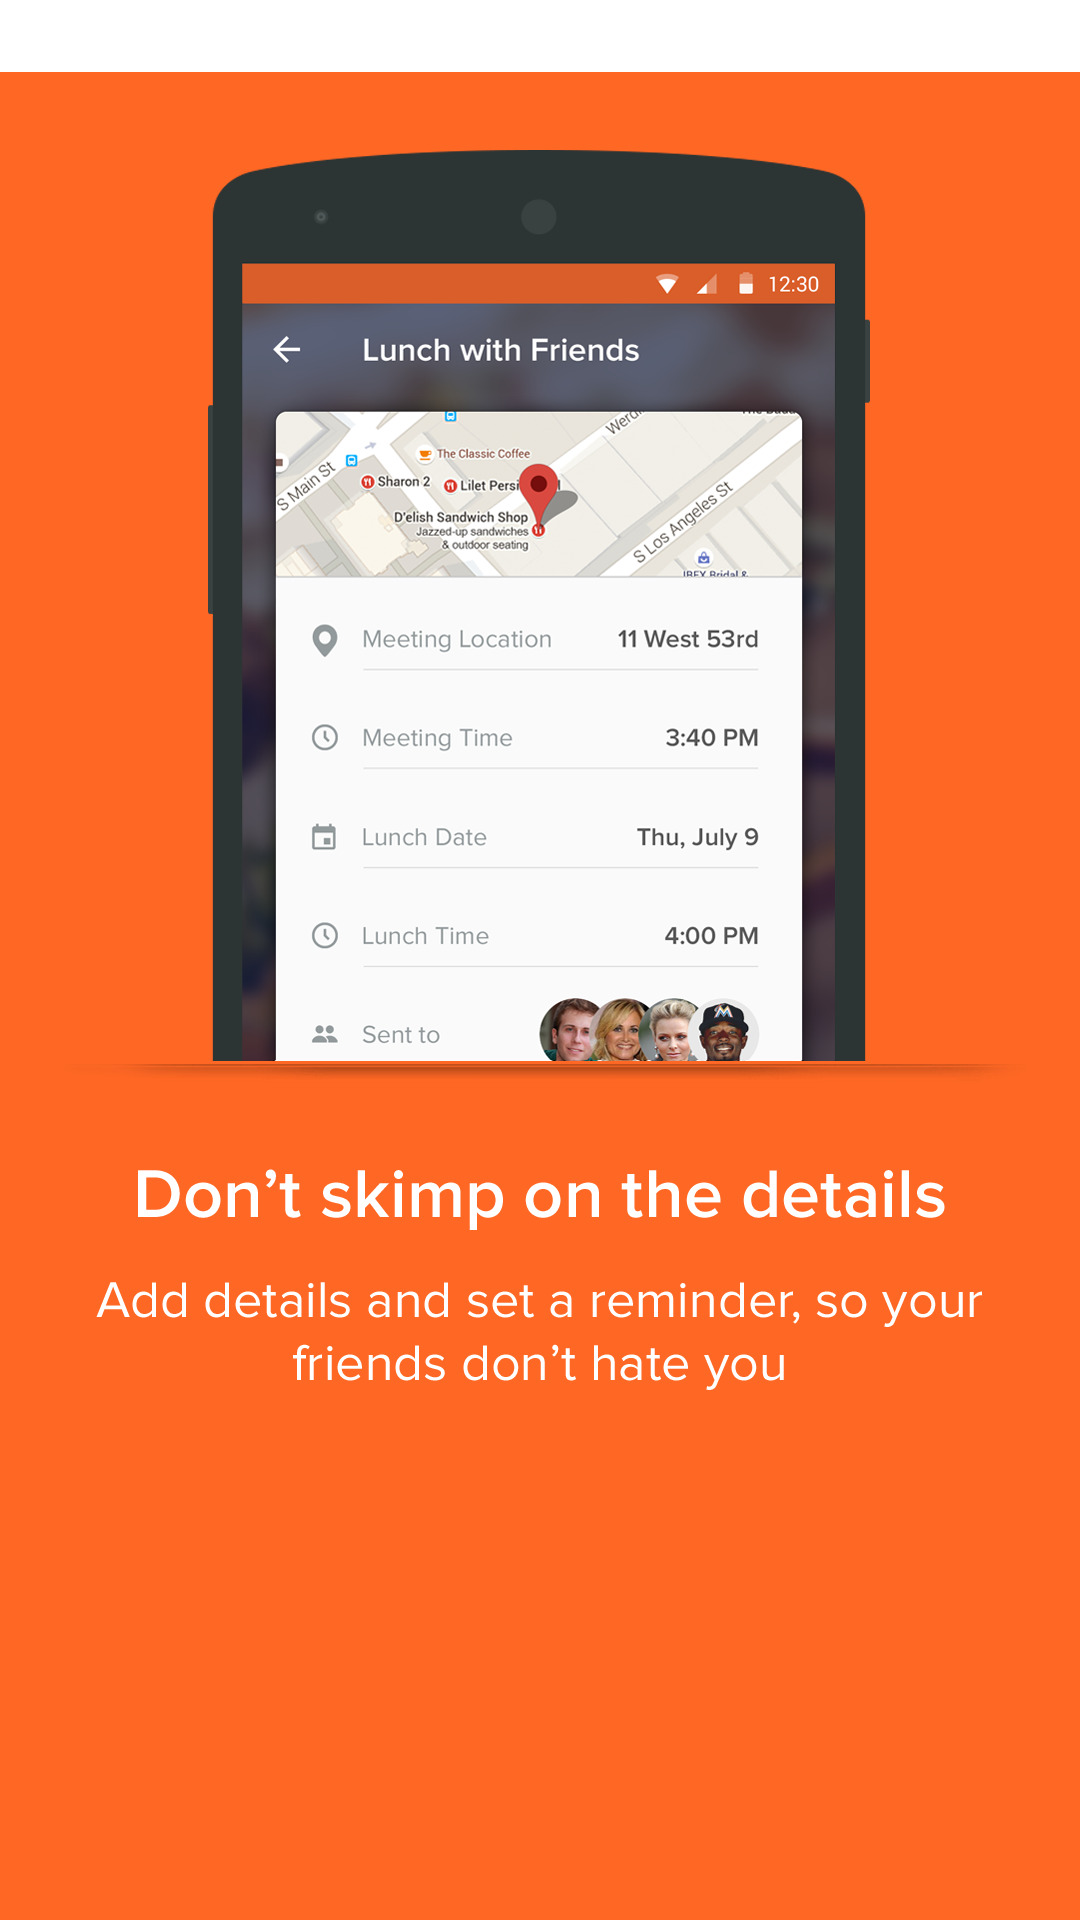 12:30
Lunch with Friends
The Classic Coffee
S Main St
Sharon 2
Lilet Persi
D'elish Sandwich Shop
Jazzed-up sandwiches
& outdoor seating
S Los Angeles St
IBEX Bridal &
Meeting Location 11 West 53rd
Meeting Time 3:40 PM
Lunch Date Thu, July 9
Lunch Time 4:00 PM
Sent to
Don’t skimp on the details
Add details and set a reminder, so your
friends don’t hate you